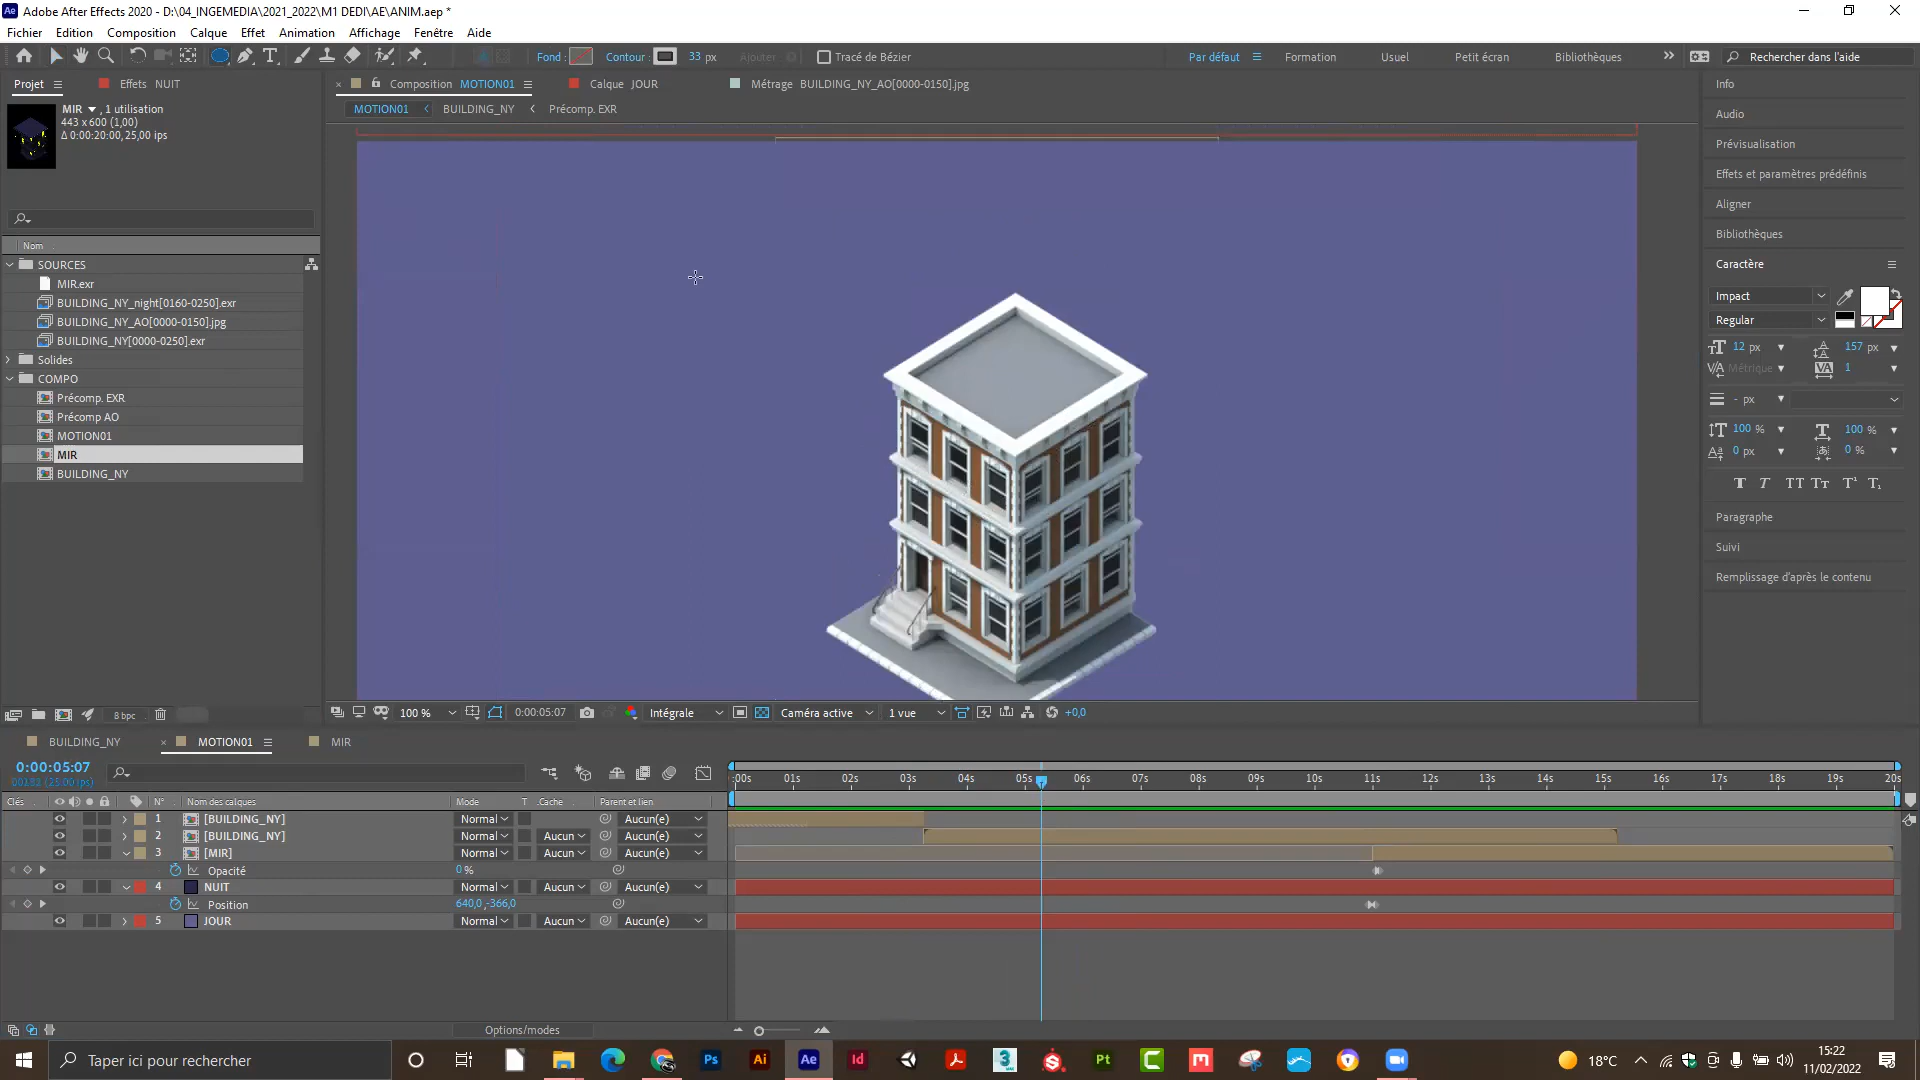 Adobe After Effects 2020 - D:\04_INGEMEDIA\2021_2022\M1 DEDI\AE\ANIM.aep *
Fichier Edition Composition Calque Effet Animation Affichage Fenêtre Aide
Fond : Contour : 33 px Ajouter : Tracé de Bézier Par défaut Formation Usuel Petit écran Bibliothèques Rechercher dans l'aide
Projet Effets NUIT
Composition MOTION01 Calque JOUR Métrage BUILDING_NY_AO[0000-0150].jpg
MOTION01 BUILDING_NY Précomp. EXR
MIR , 1 utilisation
443 x 600 (1,00)
Δ 0:00:20:00, 25,00 ips
Nom
SOURCES
MIR.exr
BUILDING_NY_night[0160-0250].exr
BUILDING_NY_AO[0000-0150].jpg
BUILDING_NY[0000-0250].exr
Solides
COMPO
Précomp. EXR
Précomp AO
MOTION01
MIR
BUILDING_NY
8 bpc
100 % 0:00:05:07 Intégrale Caméra active 1 vue +0,0
Info
Audio
Prévisualisation
Effets et paramètres prédéfinis
Aligner
Bibliothèques
Caractère
Impact
Regular
12 px 157 px
Métrique 1
- px
100 % 100 %
0 px 0 %
Paragraphe
Suivi
Remplissage d'après le contenu
BUILDING_NY MOTION01 MIR
0:00:05:07
00132 (25.00 ips)
:00s 01s 02s 03s 04s 05s 06s 07s 08s 09s 10s 11s 12s 13s 14s 15s 16s 17s 18s 19s 20s
Clés N° Nom des calques Mode T .Cache Parent et lien
1 [BUILDING_NY] Normal Aucun(e)
2 [BUILDING_NY] Normal Aucun Aucun(e)
3 [MIR] Normal Aucun Aucun(e)
Opacité 0 %
4 NUIT Normal Aucun Aucun(e)
Position 640,0,-366,0
5 JOUR Normal Aucun Aucun(e)
Options/modes
Taper ici pour rechercher
18°C
15:22
11/02/2022